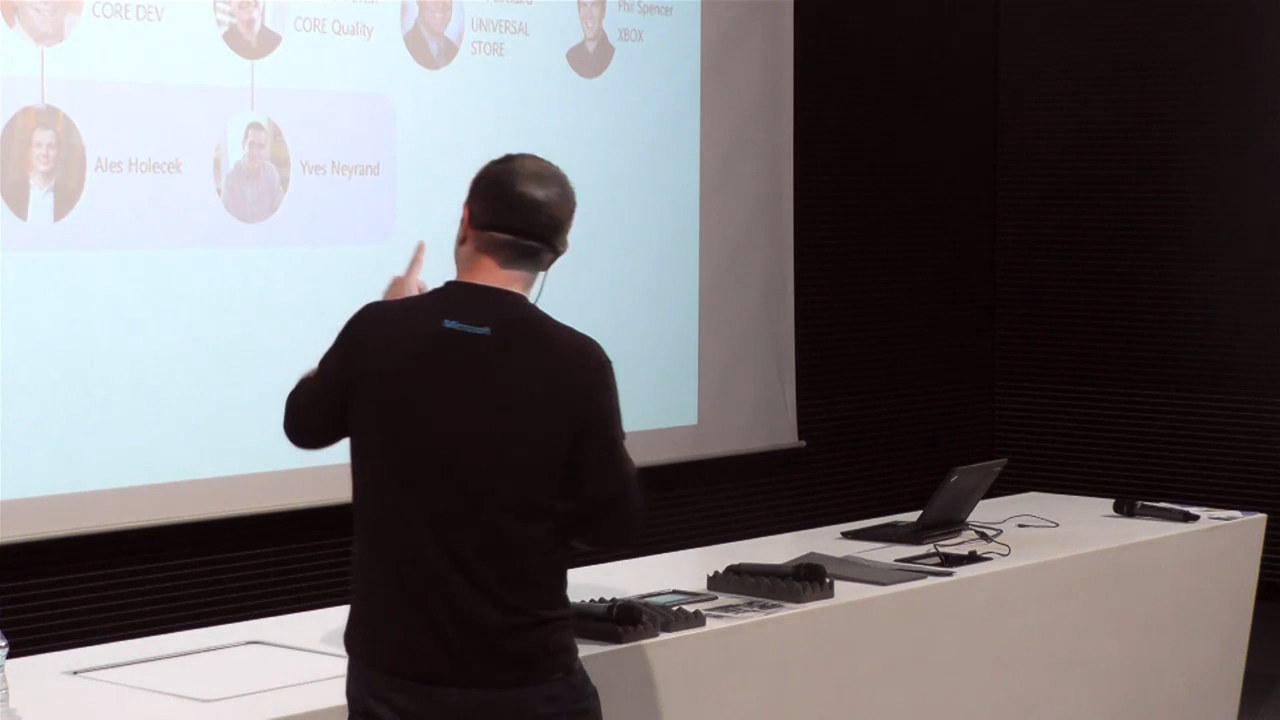 CORE DEV
CORE Quality
UNIVERSAL
STORE
Phil Spencer
XBOX
Ales Holecek
Yves Neyrand
Microsoft